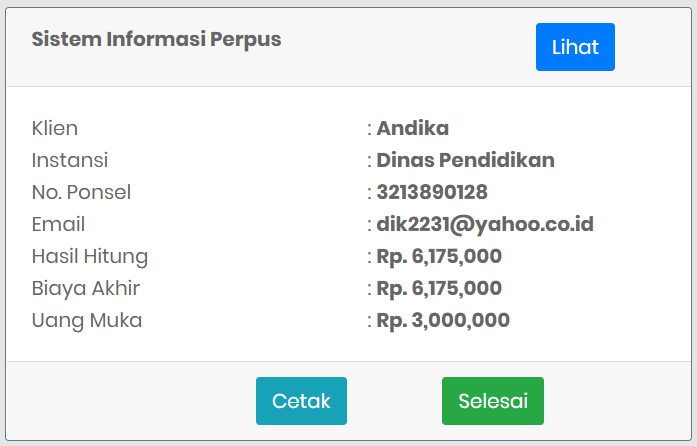 Sistem Informasi Perpus
Lihat
Klien : Andika
Instansi : Dinas Pendidikan
No. Ponsel : 3213890128
Email : dik2231@yahoo.co.id
Hasil Hitung : Rp. 6,175,000
Biaya Akhir : Rp. 6,175,000
Uang Muka : Rp. 3,000,000
Cetak
Selesai